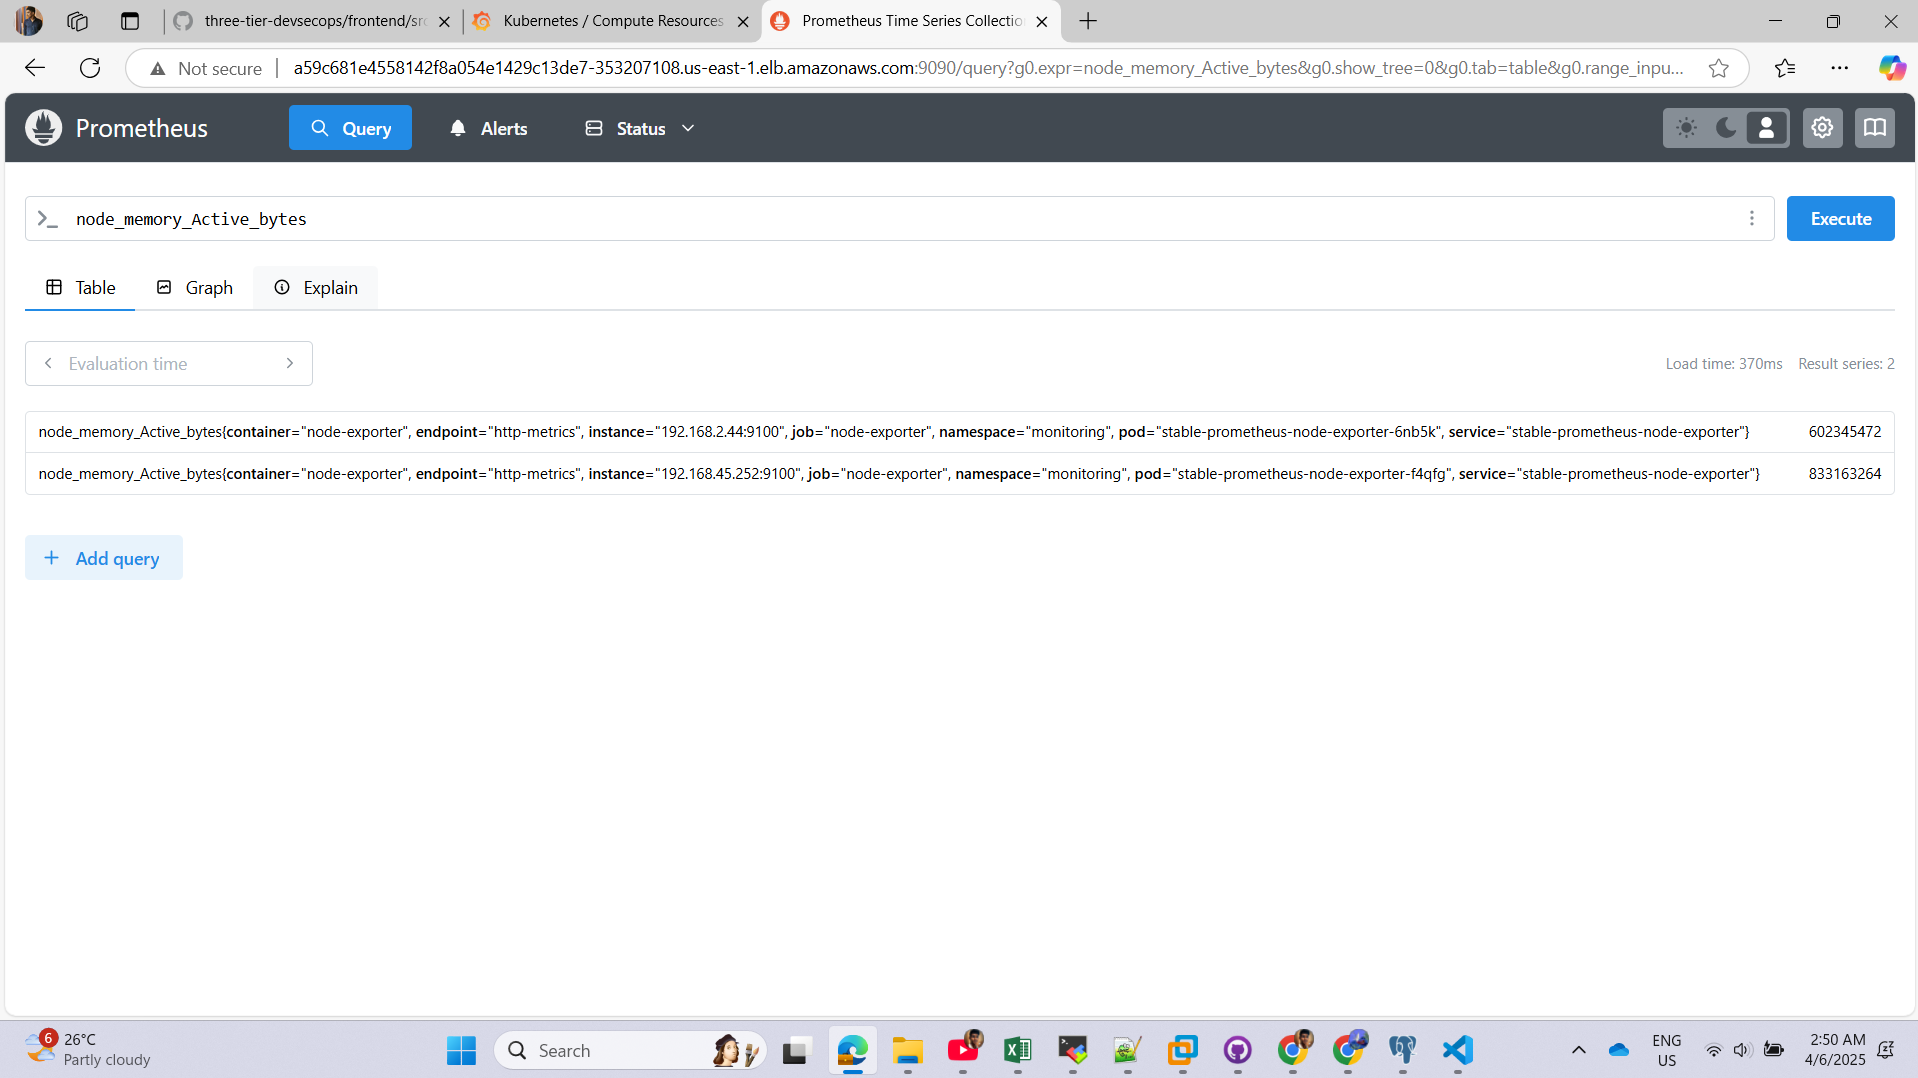 three-tier-devsecops/frontend/src
Kubernetes / Compute Resources
Prometheus Time Series Collectio
Not secure
a59c681e4558142f8a054e1429c13de7-353207108.us-east-1.elb.amazonaws.com:9090/query?g0.expr=node_memory_Active_bytes&g0.show_tree=0&g0.tab=table&g0.range_inpu...
Prometheus
Query
Alerts
Status
node_memory_Active_bytes
Execute
Table
Graph
Explain
Evaluation time
Load time: 370ms
Result series: 2
node_memory_Active_bytes{container="node-exporter", endpoint="http-metrics", instance="192.168.2.44:9100", job="node-exporter", namespace="monitoring", pod="stable-prometheus-node-exporter-6nb5k", service="stable-prometheus-node-exporter"} 602345472
node_memory_Active_bytes{container="node-exporter", endpoint="http-metrics", instance="192.168.45.252:9100", job="node-exporter", namespace="monitoring", pod="stable-prometheus-node-exporter-f4qfg", service="stable-prometheus-node-exporter"} 833163264
Add query
6
26°C
Partly cloudy
Search
ENG
US
2:50 AM
4/6/2025